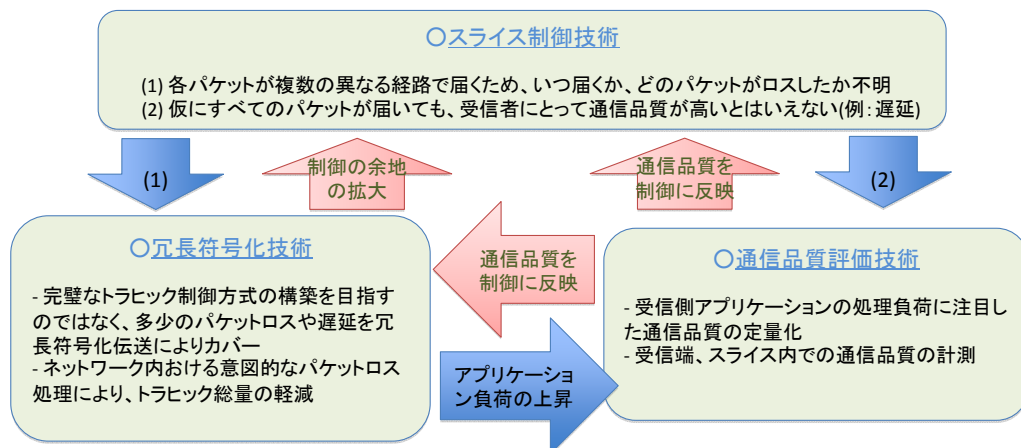 ○スライス制御技術
(1) 各パケットが複数の異なる経路で届くため、いつ届くか、どのパケットがロスしたか不明
(2) 仮にすべてのパケットが届いても、受信者にとって通信品質が高いとはいえない(例:遅延)
(1)
制御の余地
の拡大
通信品質を
制御に反映
(2)
○冗長符号化技術
- 完璧なトラヒック制御方式の構築を目指す
のではなく、多少のパケットロスや遅延を冗
長符号化伝送によりカバー
- ネットワーク内おける意図的なパケットロス
処理により、トラヒック総量の軽減
通信品質を
制御に反映
アプリケーショ
ン負荷の上昇
○通信品質評価技術
- 受信側アプリケーションの処理負荷に注目し
た通信品質の定量化
- 受信端、スライス内での通信品質の計測